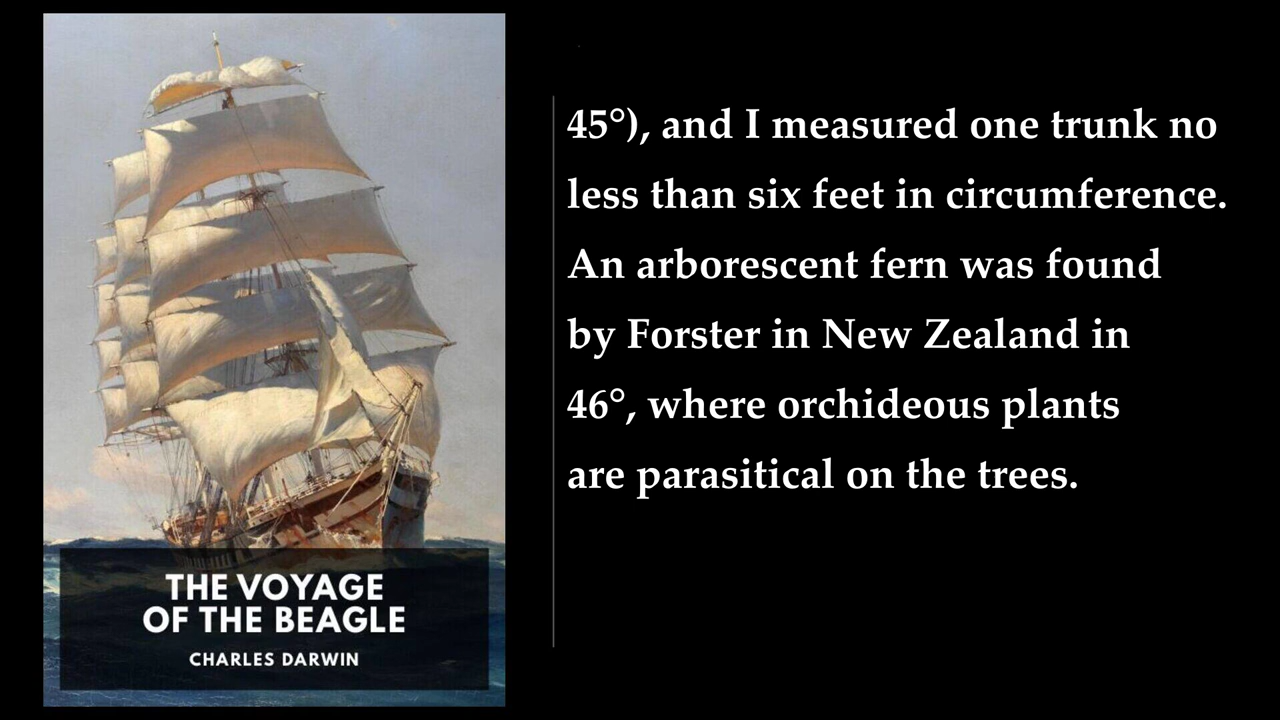 THE VOYAGE
OF THE BEAGLE
CHARLES DARWIN
45°), and I measured one trunk no
less than six feet in circumference.
An arborescent fern was found
by Forster in New Zealand in
46°, where orchideous plants
are parasitical on the trees.